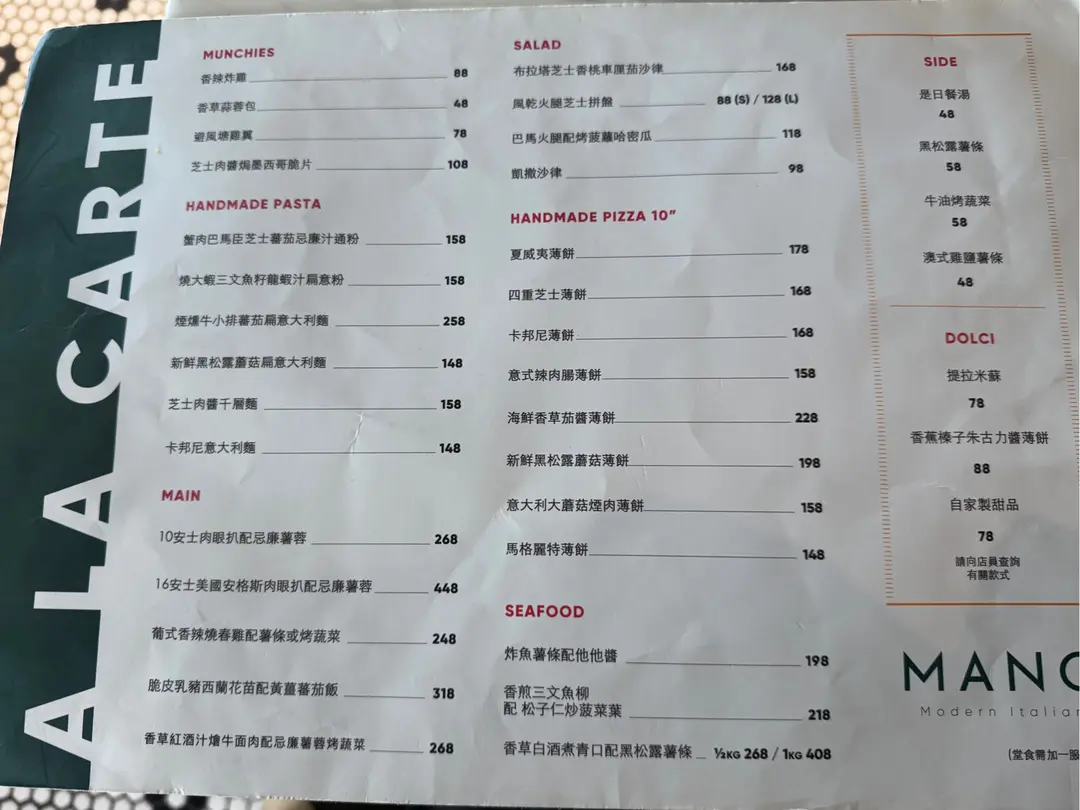 A LA CARTE
MUNCHIES
香辣炸雞 88
香草蒜蓉包 48
避風塘雞翼 78
芝士肉醬焗墨西哥脆片 108
HANDMADE PASTA
蟹肉巴馬臣芝士蕃茄忌廉汁通粉 158
燒大蝦三文魚籽龍蝦汁扁意粉 158
煙燻牛小排蕃茄扁意大利麵 258
新鮮黑松露蘑菇扁意大利麵 148
芝士肉醬千層麵 158
卡邦尼意大利麵 148
MAIN
10安士肉眼扒配忌廉薯蓉 268
16安士美國安格斯肉眼扒配忌廉薯蓉 448
葡式香辣燒春雞配薯條或烤蔬菜 248
脆皮乳豬西蘭花苗配黃薑蕃茄飯 318
香草紅酒汁燴牛面肉配忌廉薯蓉烤蔬菜 268
SALAD
布拉塔芝士香桃車厘茄沙律 168
風乾火腿芝士拼盤 88 (S) / 128 (L)
巴馬火腿配烤菠蘿哈密瓜 118
凱撒沙律 98
HANDMADE PIZZA 10"
夏威夷薄餅 178
四重芝士薄餅 168
卡邦尼薄餅 168
意式辣肉腸薄餅 158
海鮮香草茄醬薄餅 228
新鮮黑松露蘑菇薄餅 198
意大利大蘑菇煙肉薄餅 158
馬格麗特薄餅 148
SEAFOOD
炸魚薯條配他他醬 198
香煎三文魚柳
配 松子仁炒菠菜葉 218
香草白酒煮青口配黑松露薯條 ½KG 268 / 1KG 408
SIDE
是日餐湯
48
黑松露薯條
58
牛油烤蔬菜
58
澳式雞鹽薯條
48
DOLCI
提拉米蘇
78
香蕉榛子朱古力醬薄餅
88
自家製甜品
78
請向店員查詢
有關款式
MANO
Modern Italian
(堂食需加一服